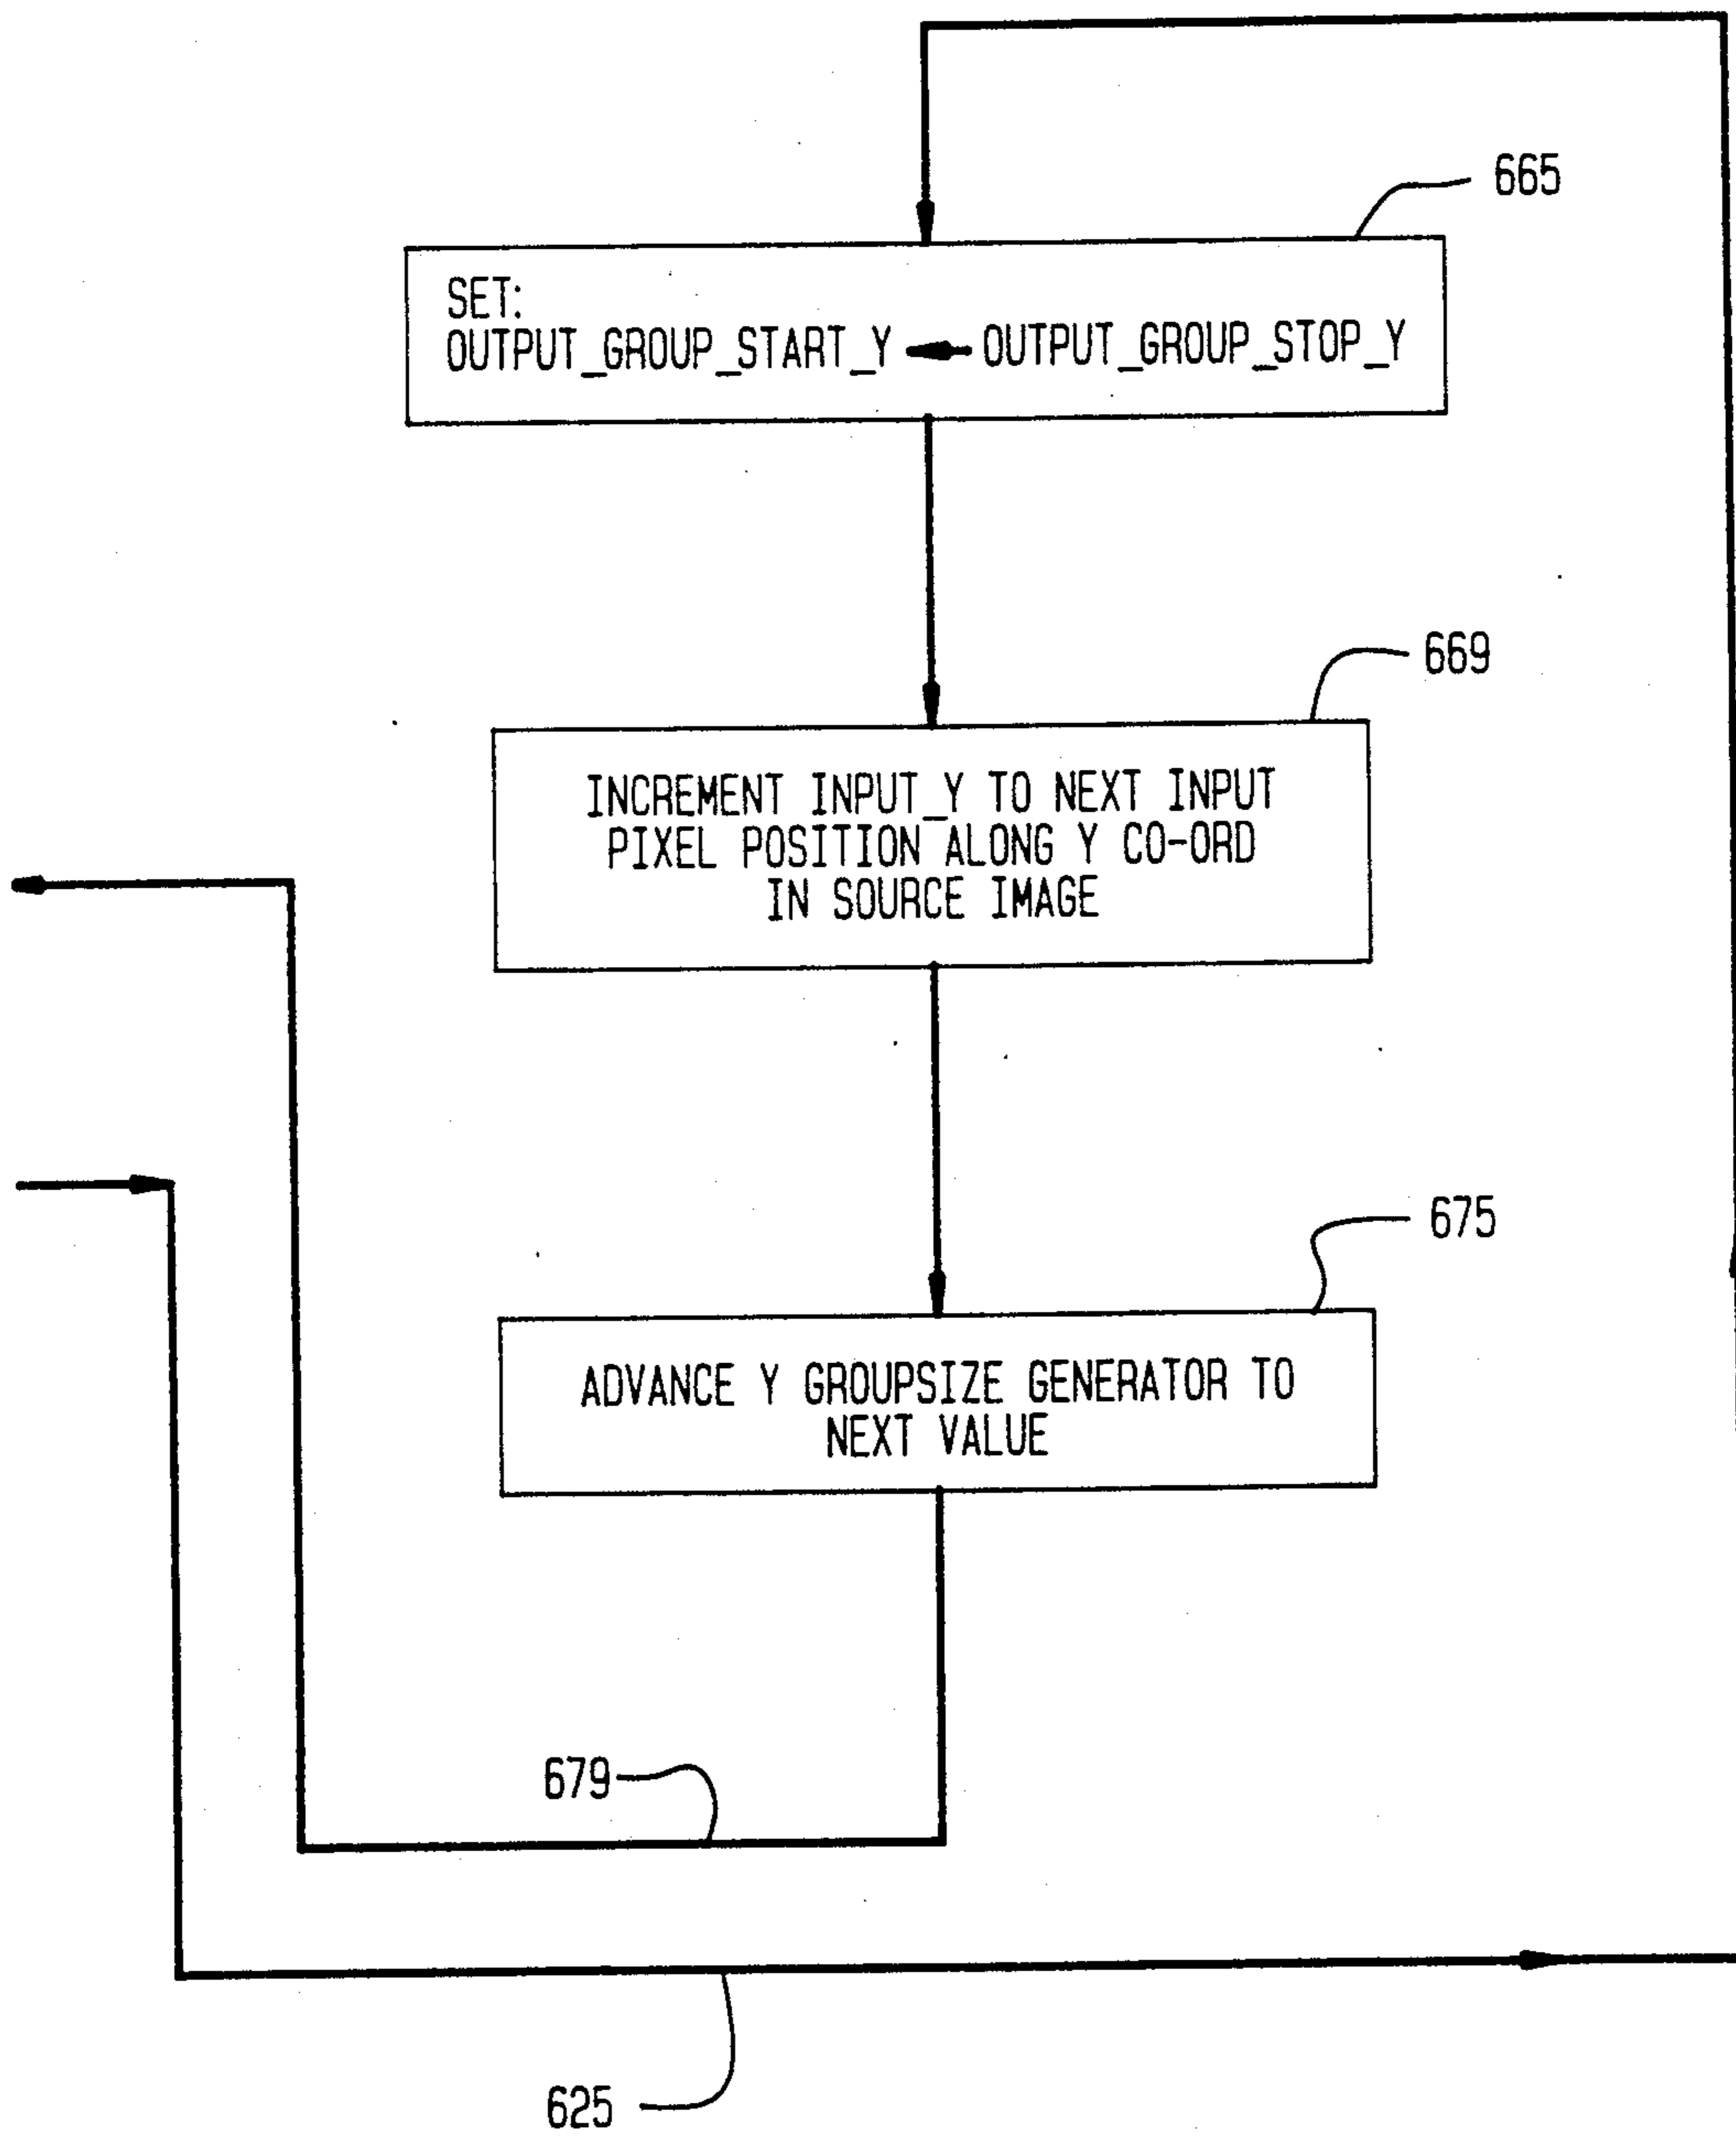 665
SET:
OUTPUT_GROUP_START_Y ← OUTPUT_GROUP_STOP_Y
669
INCREMENT INPUT_Y TO NEXT INPUT
PIXEL POSITION ALONG Y CO-ORD
IN SOURCE IMAGE
675
ADVANCE Y GROUPSIZE GENERATOR TO
NEXT VALUE
679
625